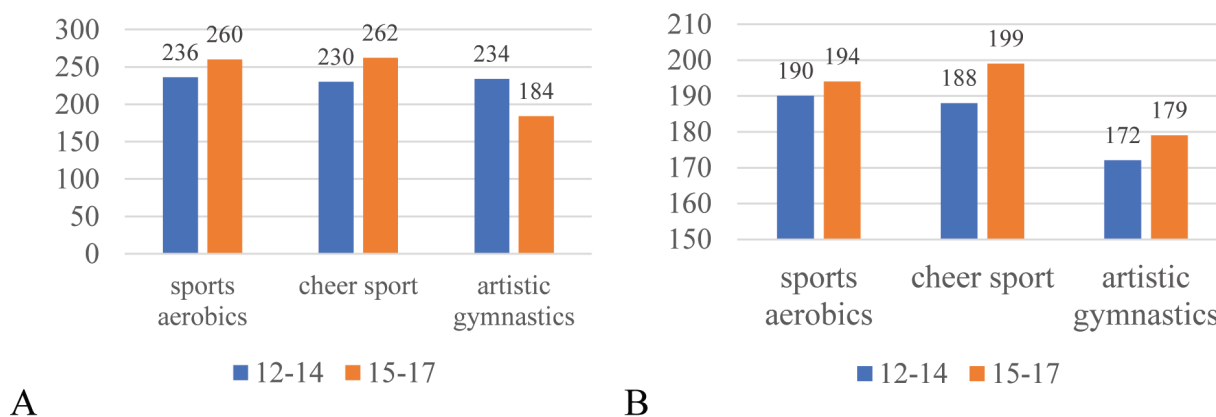 300
250
200
150
100
50
0
236
260
230
262
234
184
sports
aerobics
cheer sport
artistic
gymnastics
12-14
15-17
A
210
200
190
180
170
160
150
190
194
188
199
172
179
sports
aerobics
cheer sport
artistic
gymnastics
12-14
15-17
B